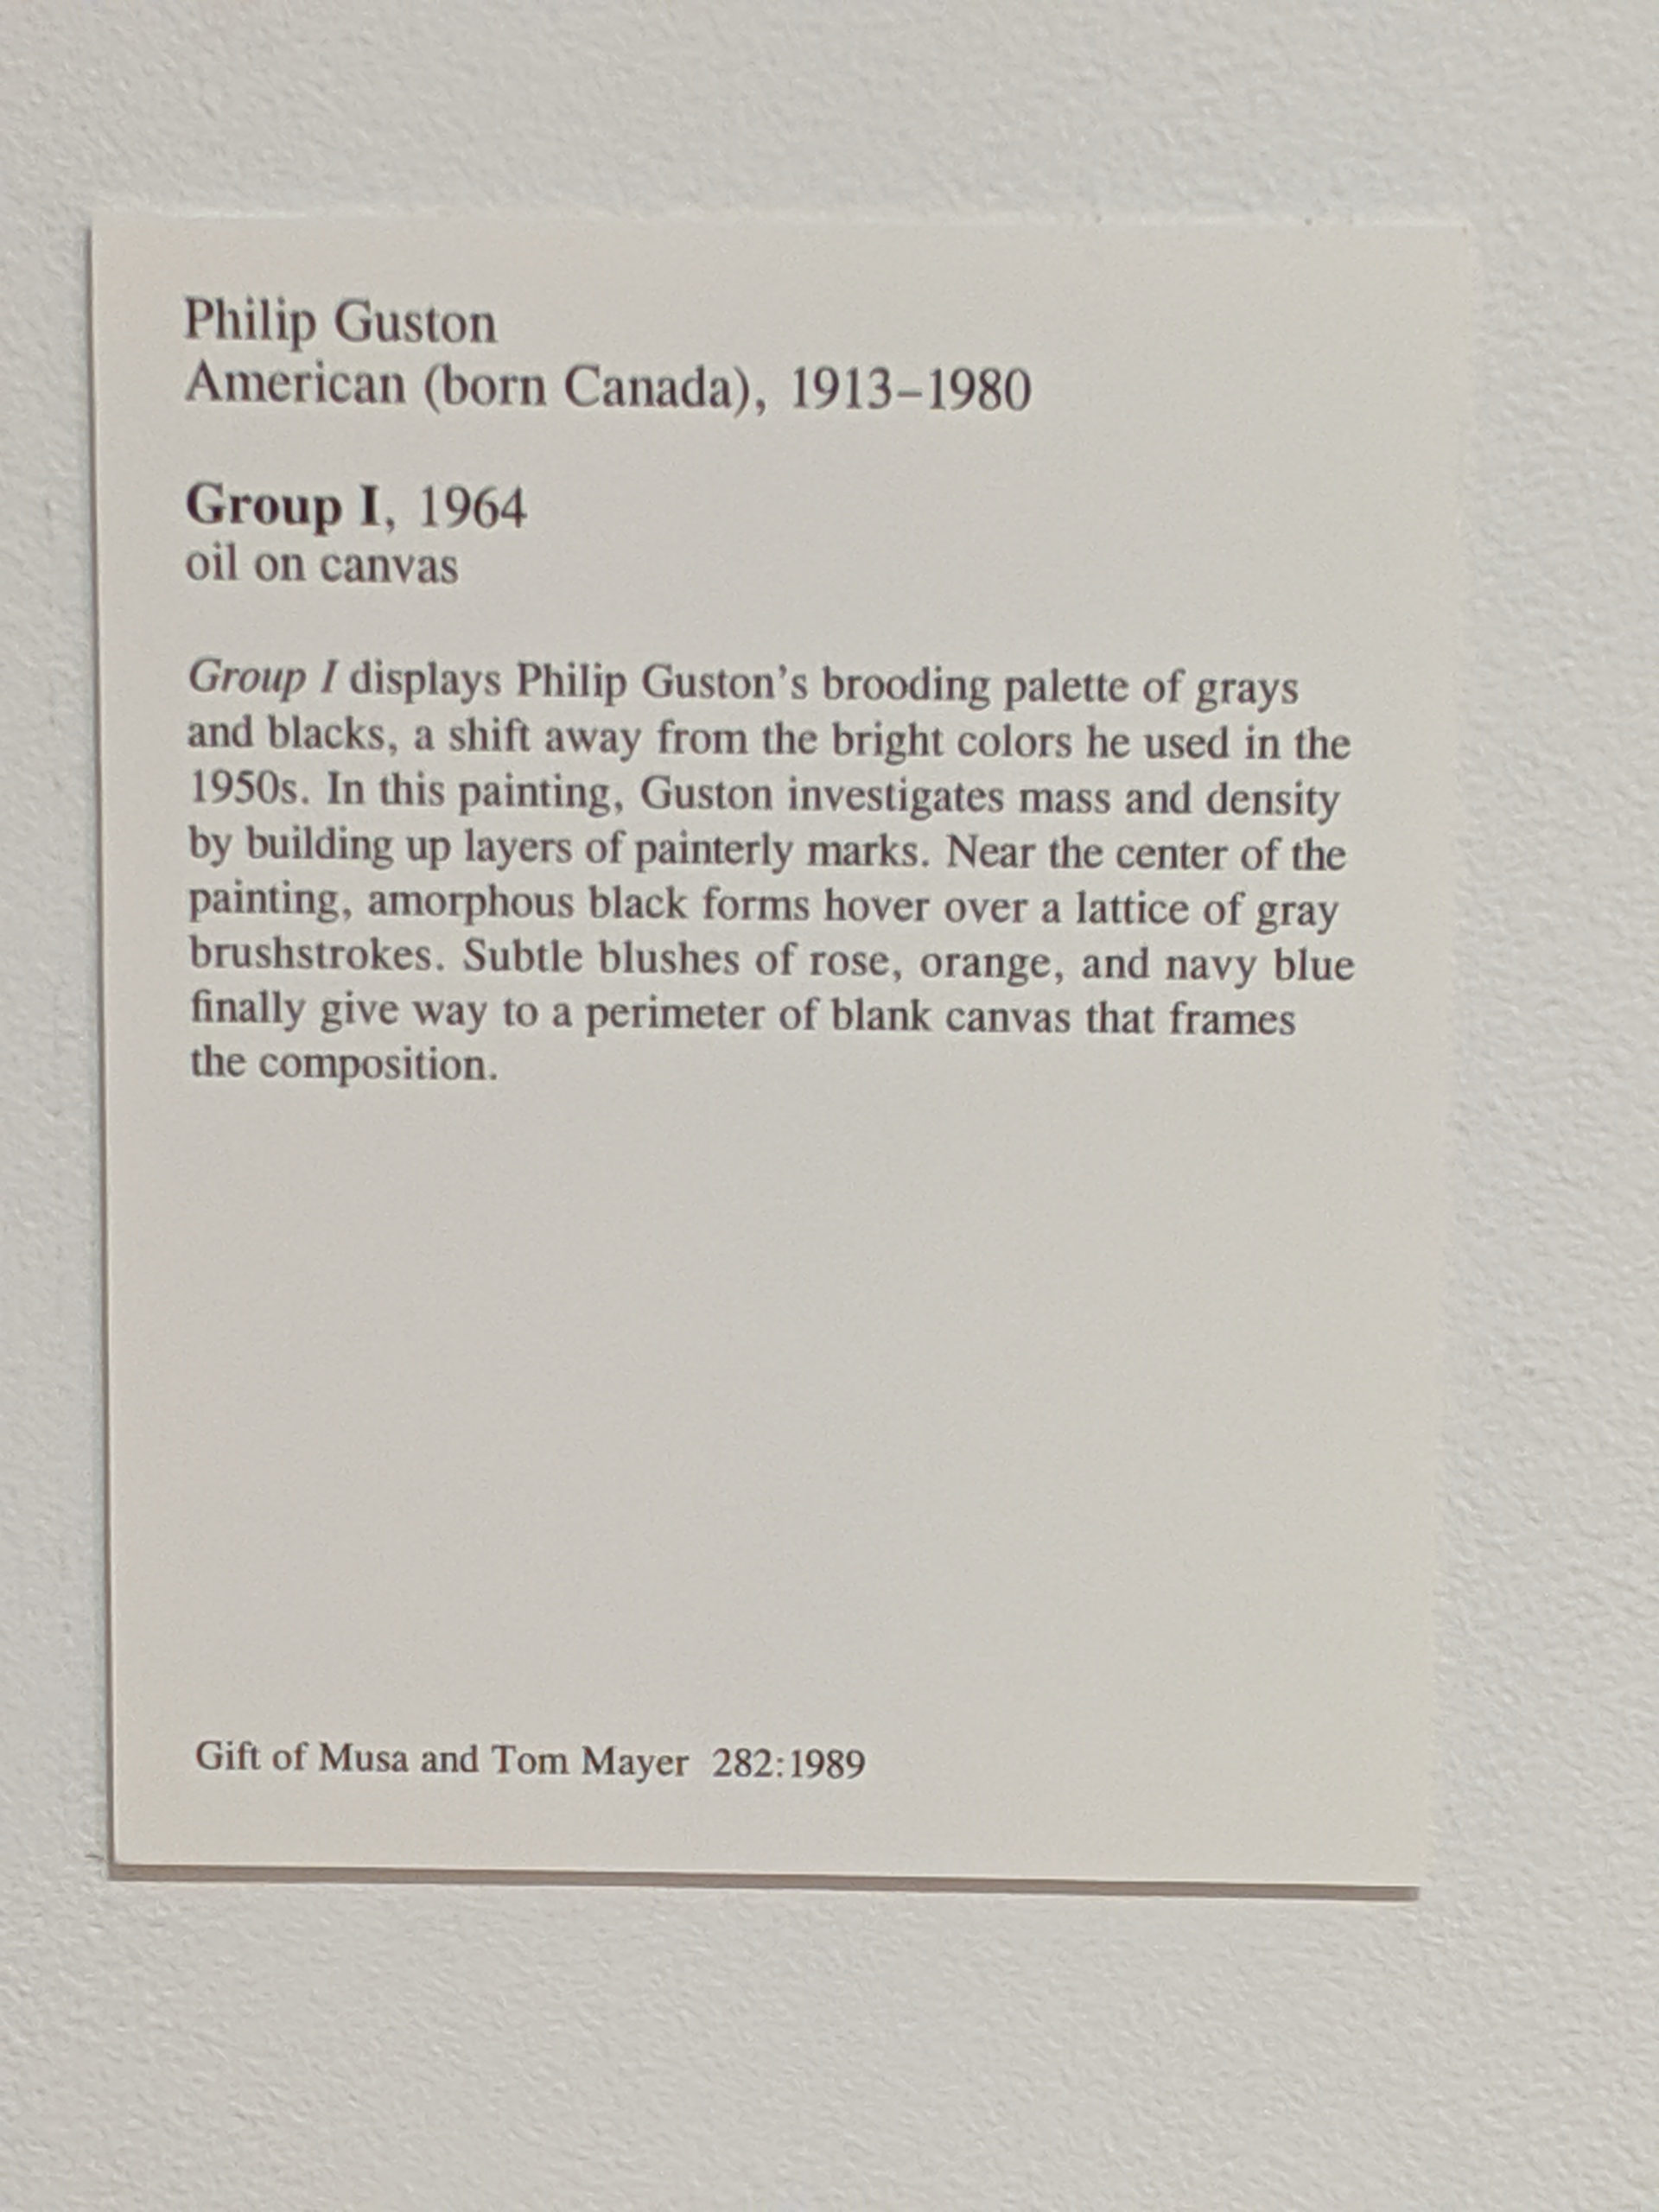 Philip Guston
American (born Canada), 1913–1980
Group I, 1964
oil on canvas
Group I displays Philip Guston’s brooding palette of grays
and blacks, a shift away from the bright colors he used in the
1950s. In this painting, Guston investigates mass and density
by building up layers of painterly marks. Near the center of the
painting, amorphous black forms hover over a lattice of gray
brushstrokes. Subtle blushes of rose, orange, and navy blue
finally give way to a perimeter of blank canvas that frames
the composition.
Gift of Musa and Tom Mayer 282:1989